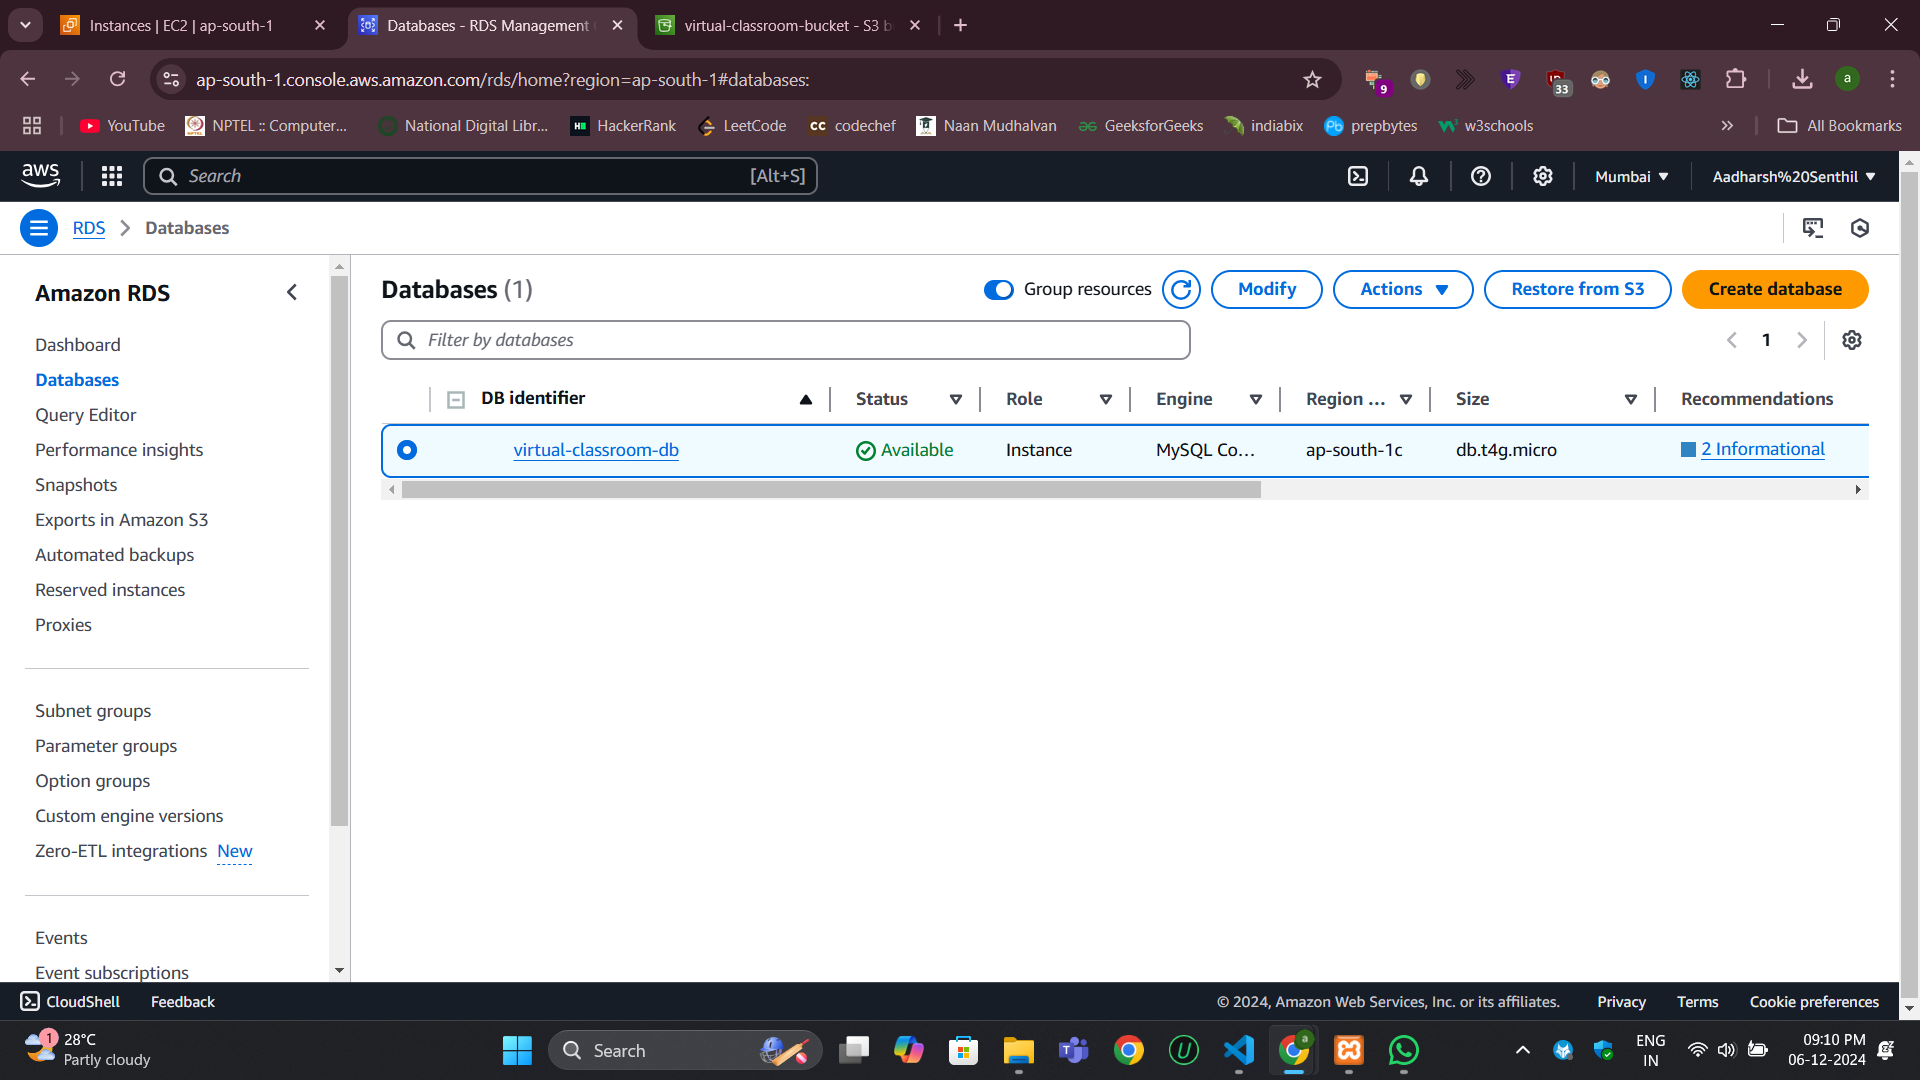 Instances | EC2 | ap-south-1
Databases - RDS Management
virtual-classroom-bucket - S3 b
ap-south-1.console.aws.amazon.com/rds/home?region=ap-south-1#databases:
9
E
33
I
a
YouTube
NPTEL :: Computer...
National Digital Libr...
HackerRank
LeetCode
CC codechef
Naan Mudhalvan
GeeksforGeeks
indiabix
Pb prepbytes
w3schools
All Bookmarks
aws
Search
[Alt+S]
Mumbai
Aadharsh%20Senthil
RDS
Databases
Amazon RDS
Dashboard
Databases
Query Editor
Performance insights
Snapshots
Exports in Amazon S3
Automated backups
Reserved instances
Proxies
Subnet groups
Parameter groups
Option groups
Custom engine versions
Zero-ETL integrations New
Events
Event subscriptions
Databases (1)
Group resources
Modify
Actions
Restore from S3
Create database
Filter by databases
1
DB identifier
Status
Role
Engine
Region ...
Size
Recommendations
virtual-classroom-db
Available
Instance
MySQL Co...
ap-south-1c
db.t4g.micro
2 Informational
CloudShell
Feedback
© 2024, Amazon Web Services, Inc. or its affiliates.
Privacy
Terms
Cookie preferences
1
28°C
Partly cloudy
Search
a
ENG
IN
09:10 PM
06-12-2024